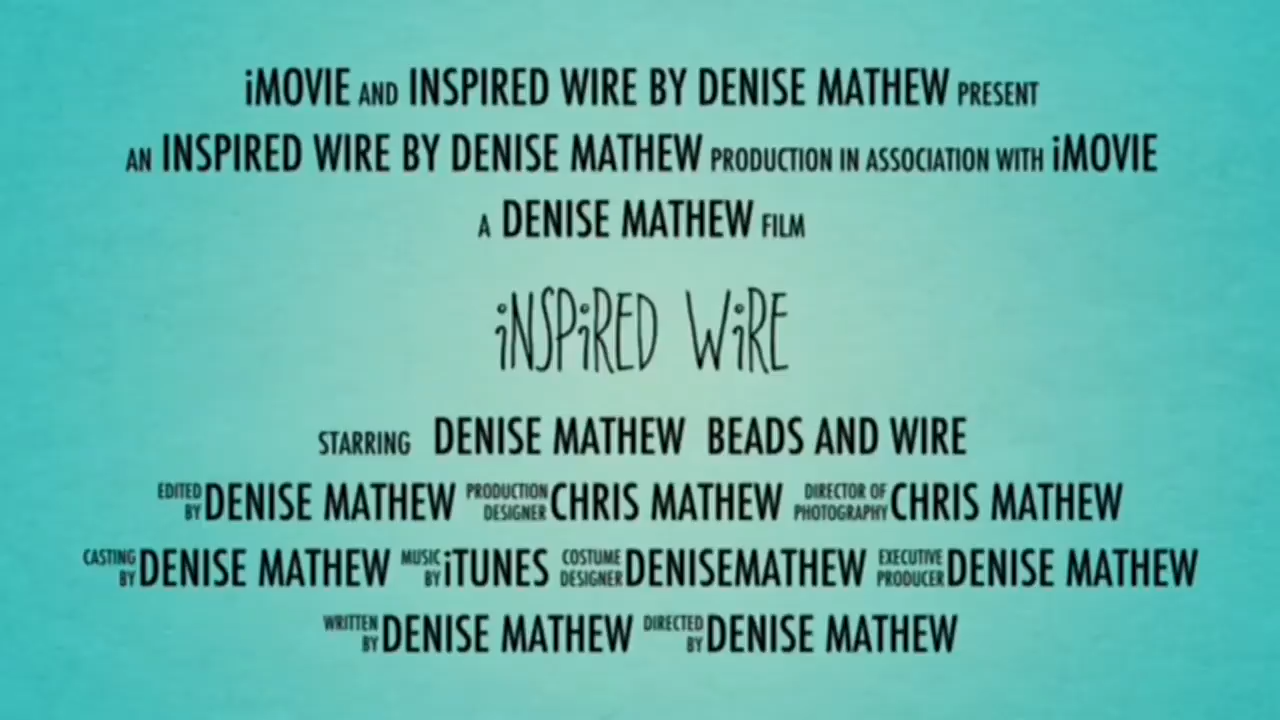 iMOVIE AND INSPIRED WIRE BY DENISE MATHEW PRESENT
AN INSPIRED WIRE BY DENISE MATHEW PRODUCTION IN ASSOCIATION WITH iMOVIE
A DENISE MATHEW FILM
iNSPiRED WiRE
STARRING DENISE MATHEW BEADS AND WIRE
EDITED BY DENISE MATHEW PRODUCTION DESIGNER CHRIS MATHEW DIRECTOR OF PHOTOGRAPHY CHRIS MATHEW
CASTING BY DENISE MATHEW MUSIC BY iTUNES COSTUME DESIGNER DENISEMATHEW EXECUTIVE PRODUCER DENISE MATHEW
WRITTEN BY DENISE MATHEW DIRECTED BY DENISE MATHEW